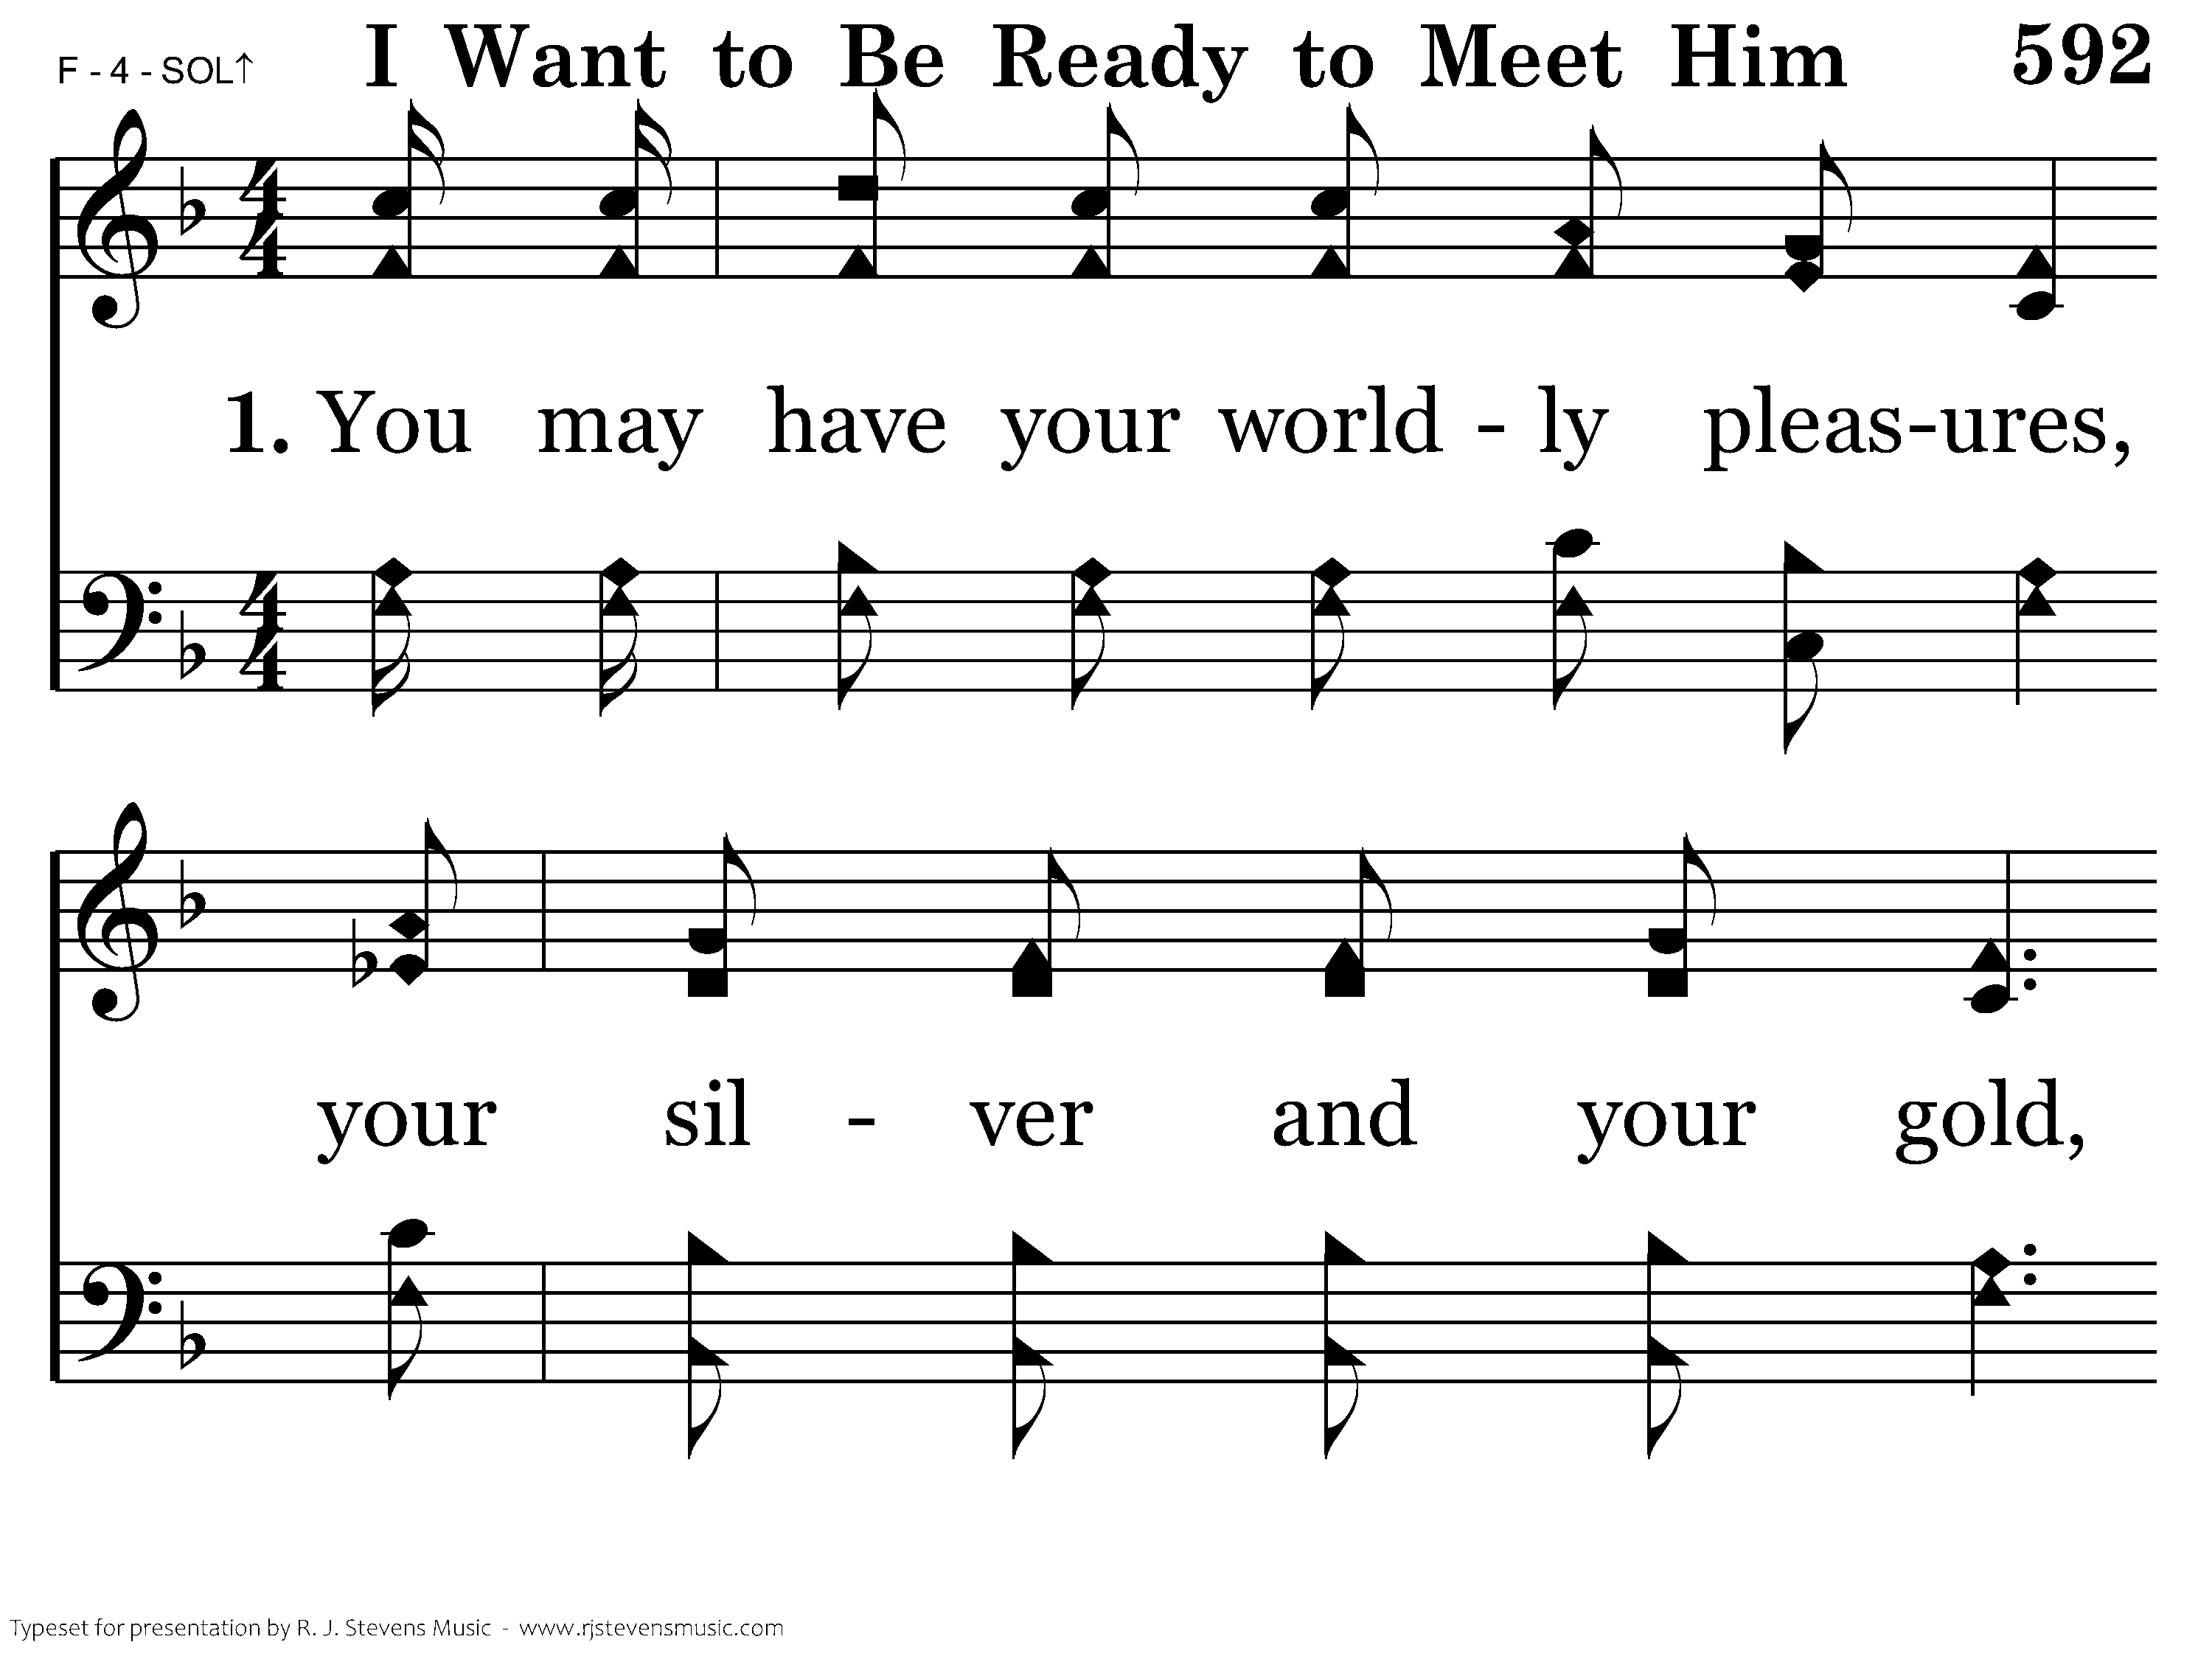 F - 4 - SOL↑ I Want to Be Ready to Meet Him 592
1. You may have your world - ly pleas-ures,
your sil - ver and your gold,
Typeset for presentation by R. J. Stevens Music - www.rjstevensmusic.com